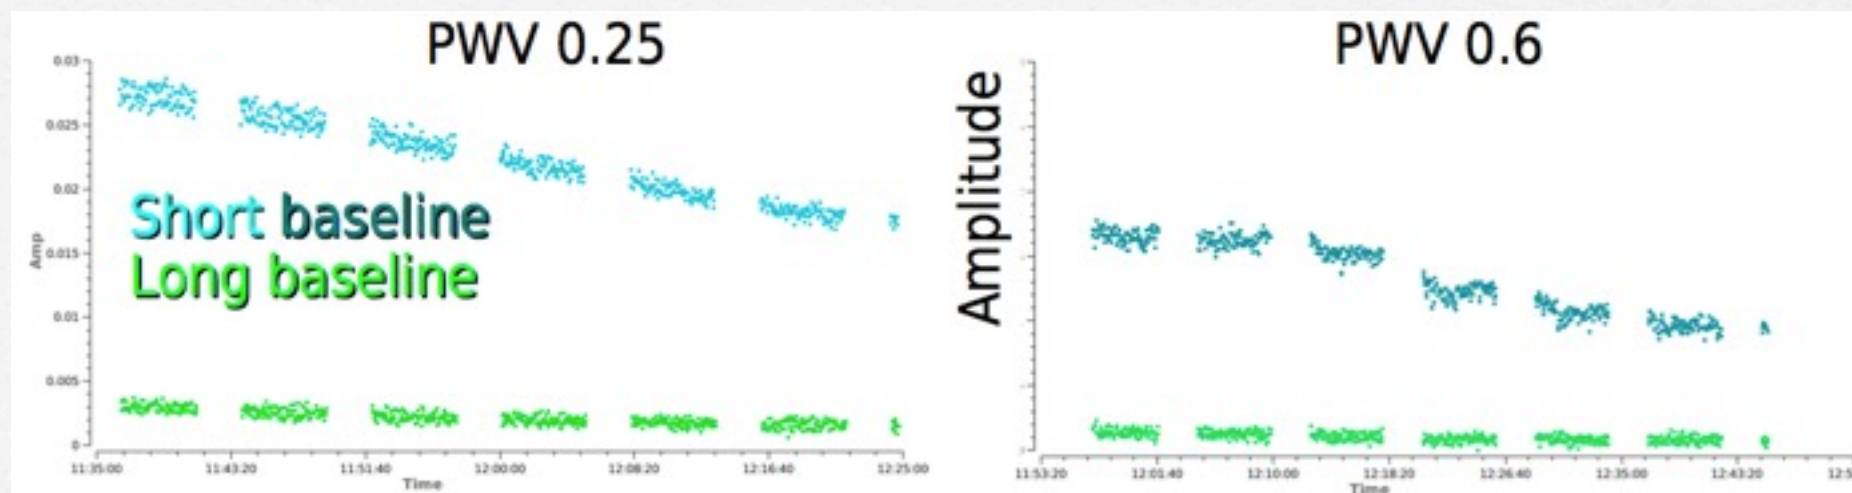 PWV 0.25
0.03
0.025
0.02
0.015
0.01
0.005
0
Amp
Short baseline
Long baseline
11:35:00 11:43:20 11:51:40 12:00:00 12:08:20 12:16:40 12:25:00
Time
PWV 0.6
Amplitude
11:53:20 12:01:40 12:10:00 12:18:20 12:26:40 12:35:00 12:43:20
Time